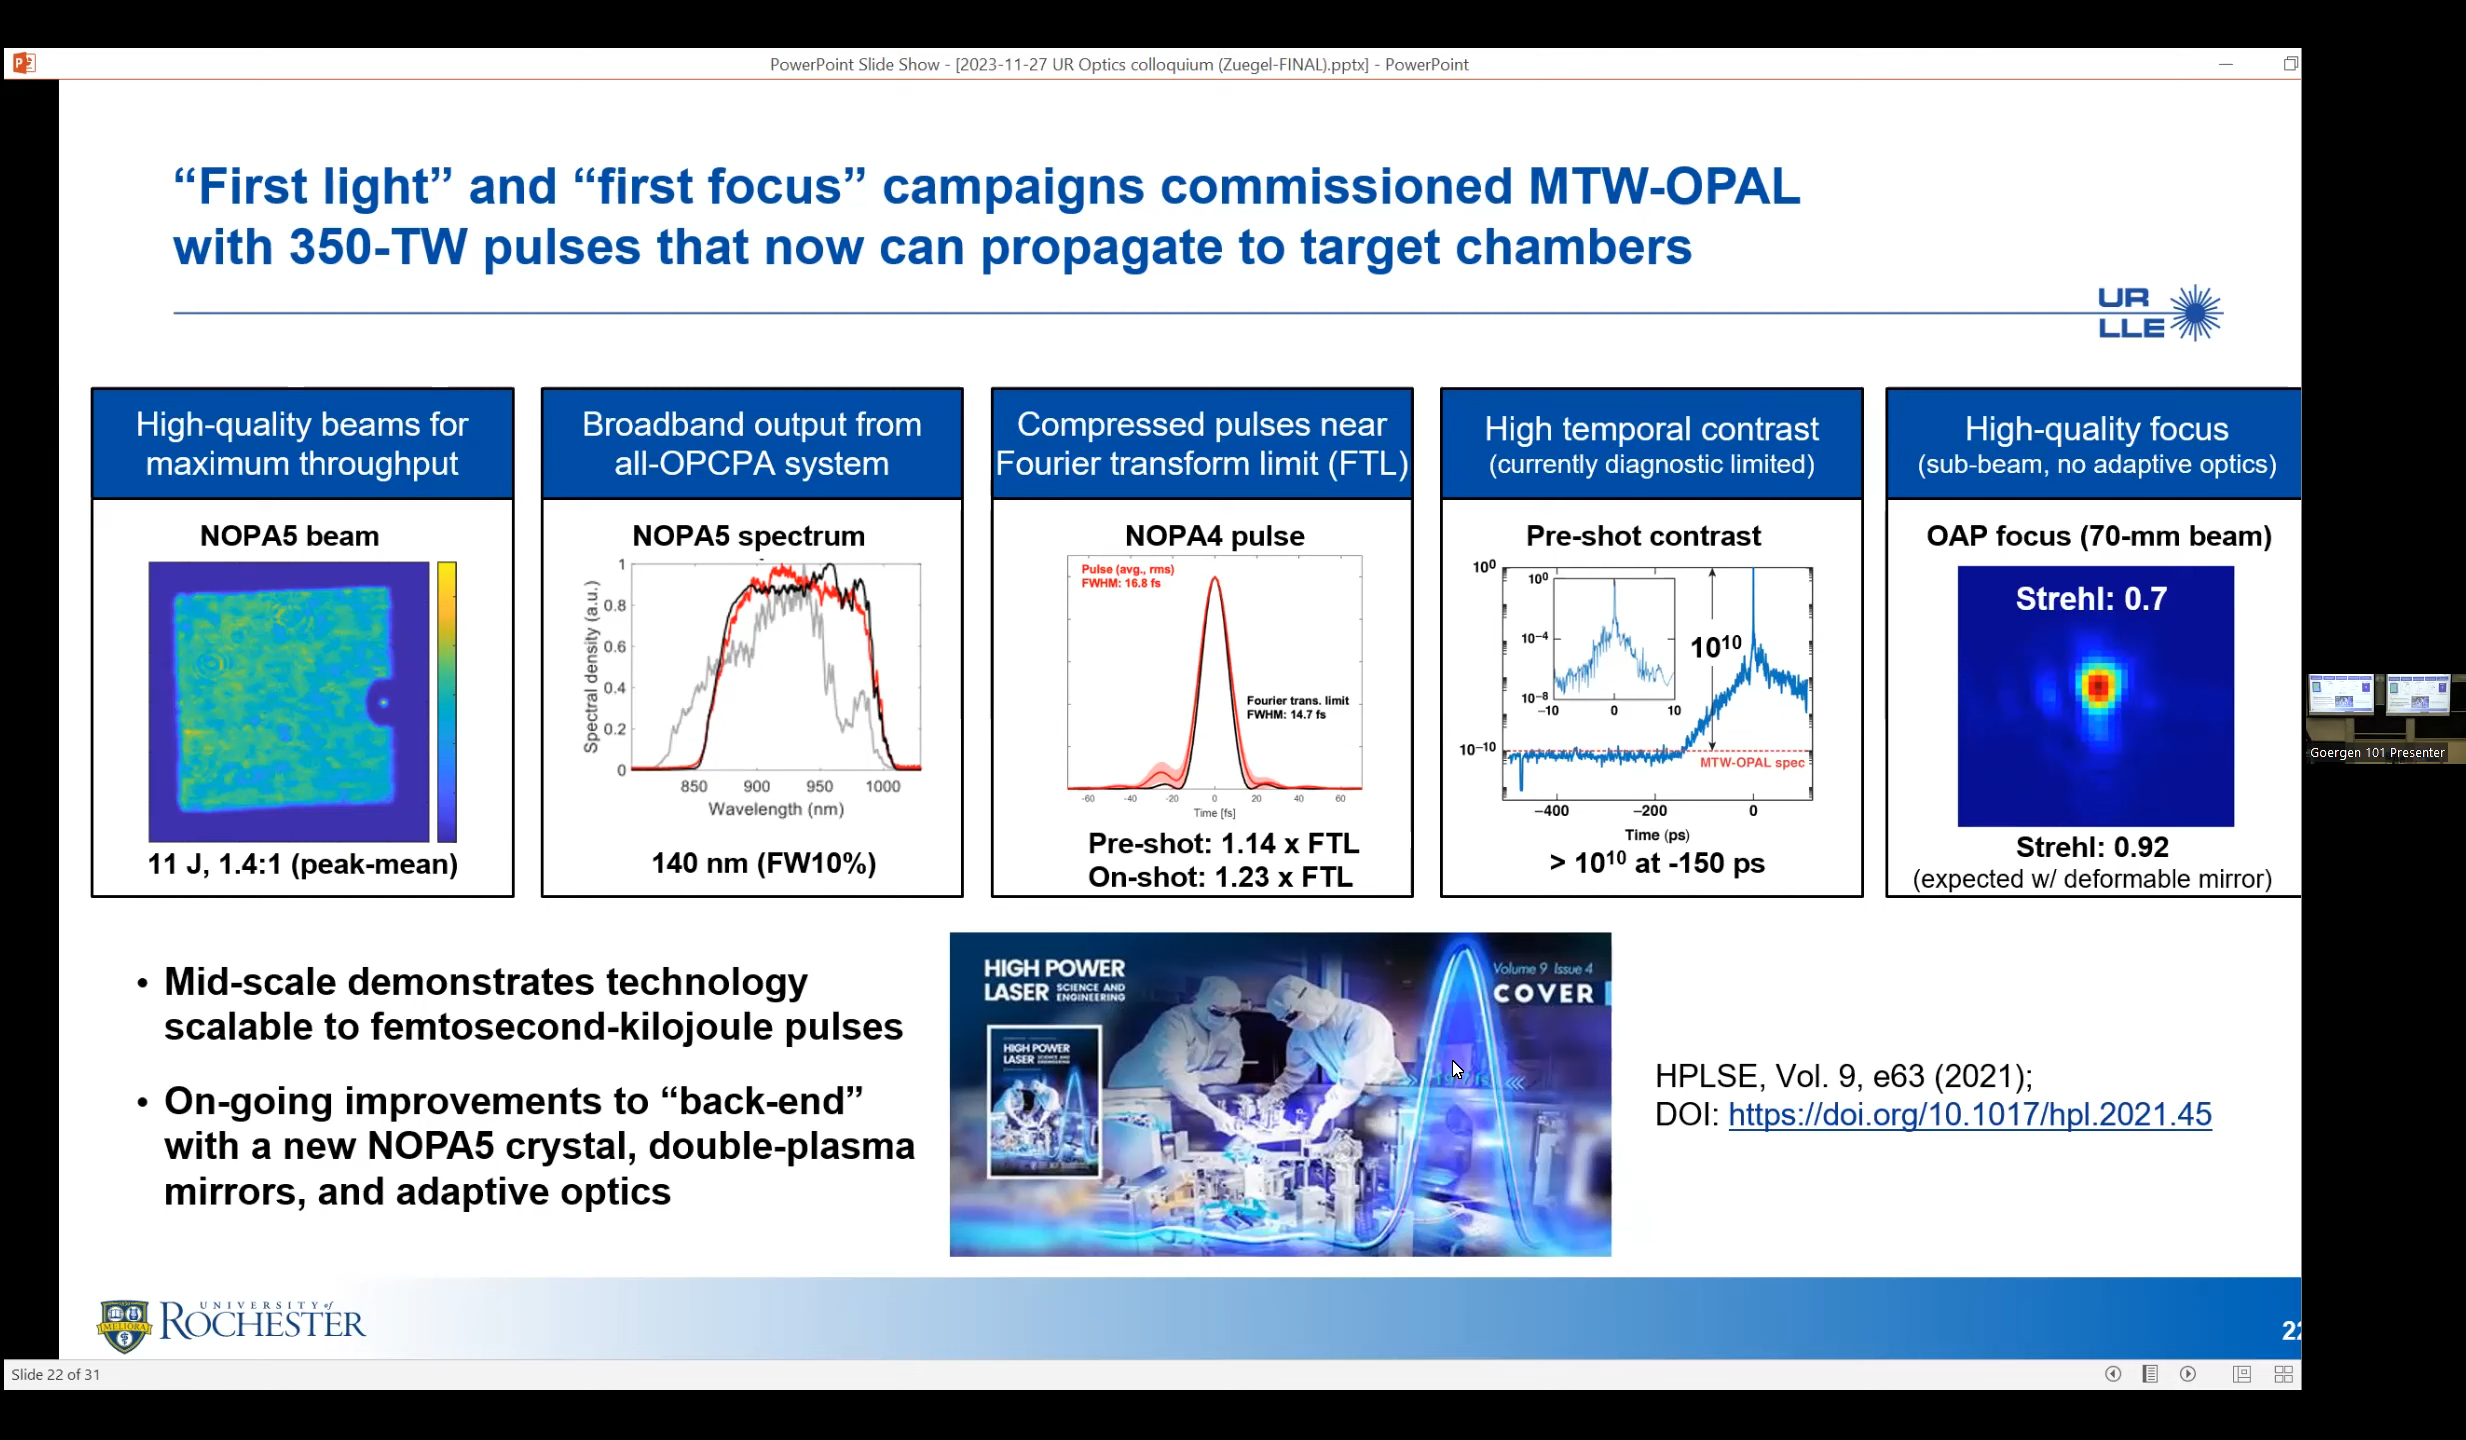 PowerPoint Slide Show - [2023-11-27 UR Optics colloquium (Zuegel-FINAL).pptx] - PowerPoint
“First light” and “first focus” campaigns commissioned MTW-OPAL
with 350-TW pulses that now can propagate to target chambers
UR
LLE
High-quality beams for
maximum throughput
NOPA5 beam
11 J, 1.4:1 (peak-mean)
Broadband output from
all-OPCPA system
NOPA5 spectrum
Spectral density (a.u.)
1
0.8
0.6
0.4
0.2
0
850 900 950 1000
Wavelength (nm)
140 nm (FW10%)
Compressed pulses near
Fourier transform limit (FTL)
NOPA4 pulse
Pulse (avg., rms)
FWHM: 16.8 fs
Fourier trans. limit
FWHM: 14.7 fs
-60 -40 -20 0 20 40 60
Time [fs]
Pre-shot: 1.14 x FTL
On-shot: 1.23 x FTL
High temporal contrast
(currently diagnostic limited)
Pre-shot contrast
10⁰
10⁰
10⁻⁴
10⁻⁸
−10 0 10
10¹⁰
10⁻¹⁰
MTW-OPAL spec
−400 −200 0
Time (ps)
> 10¹⁰ at -150 ps
High-quality focus
(sub-beam, no adaptive optics)
OAP focus (70-mm beam)
Strehl: 0.7
Strehl: 0.92
(expected w/ deformable mirror)
• Mid-scale demonstrates technology
scalable to femtosecond-kilojoule pulses
• On-going improvements to “back-end”
with a new NOPA5 crystal, double-plasma
mirrors, and adaptive optics
HIGH POWER
LASER SCIENCE AND
ENGINEERING
Volume 9 Issue 4
COVER
HIGH POWER
LASER SCIENCE AND
ENGINEERING
HPLSE, Vol. 9, e63 (2021);
DOI: https://doi.org/10.1017/hpl.2021.45
Goergen 101 Presenter
MELIORA
UNIVERSITY of
ROCHESTER
22
Slide 22 of 31